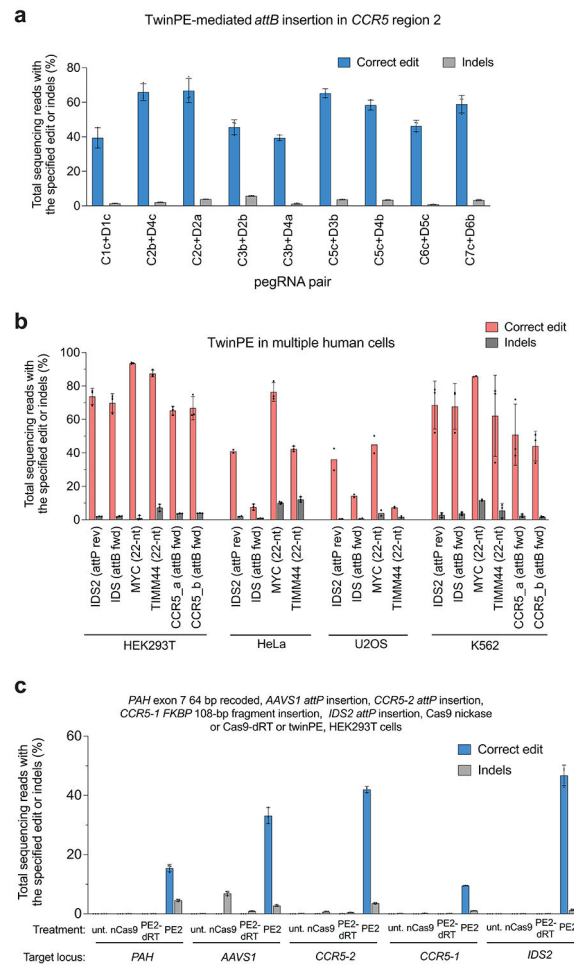 a
TwinPE-mediated attB insertion in CCR5 region 2
Total sequencing reads with
the specified edit or indels (%)
80
60
40
20
0
Correct edit
Indels
C1c+D1c
C2b+D4c
C2c+D2a
C3b+D2b
C3b+D4a
C5c+D3b
C5c+D4b
C6c+D5c
C7c+D6b
pegRNA pair
b
TwinPE in multiple human cells
Correct edit
Indels
Total sequencing reads with
the specified edit or indels (%)
100
80
60
40
20
0
IDS2 (attP rev)
IDS (attB fwd)
MYC (22-nt)
TIMM44 (22-nt)
CCR5_a (attB fwd)
CCR5_b (attB fwd)
IDS2 (attP rev)
IDS (attB fwd)
MYC (22-nt)
TIMM44 (22-nt)
IDS2 (attP rev)
IDS (attB fwd)
MYC (22-nt)
TIMM44 (22-nt)
IDS2 (attP rev)
IDS (attB fwd)
MYC (22-nt)
TIMM44 (22-nt)
CCR5_a (attB fwd)
CCR5_b (attB fwd)
HEK293T
HeLa
U2OS
K562
c
PAH exon 7 64 bp recoded, AAVS1 attP insertion, CCR5-2 attP insertion,
CCR5-1 FKBP 108-bp fragment insertion, IDS2 attP insertion, Cas9 nickase
or Cas9-dRT or twinPE, HEK293T cells
Total sequencing reads with
the specified edit or indels (%)
60
40
20
0
Correct edit
Indels
Treatment: unt. nCas9 PE2-dRT PE2 unt. nCas9 PE2-dRT PE2 unt. nCas9 PE2-dRT PE2 unt. nCas9 PE2-dRT PE2 unt. nCas9 PE2-dRT PE2
Target locus: PAH AAVS1 CCR5-2 CCR5-1 IDS2